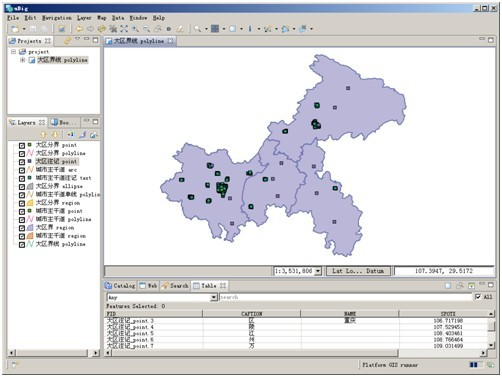 uDig
File Edit Navigation Layer Map Data Window Help
Projects
大区界线 polyline
project
大区界线 polyline
Layers
大区分界 point
大区分界 polyline
大区注记 point
城市主干道 arc
城市主干道注记 text
大区分界 ellipse
城市主干道单线 polylin
大区分界 region
城市主干道 point
城市主干道 polyline
大区界 region
城市主干道 region
大区界线 polyline
1:3,531,806
Lat Lo... Datum
107.3947, 29.5172
Catalog Web Search Table
Any search All
Features Selected: 0
FID CAPTION NAME SPOTX
大区注记_point.3 区 重庆 106.717198
大区注记_point.4 陵 107.529451
大区注记_point.5 江 108.403461
大区注记_point.6 州 108.766464
大区注记_point.7 万 109.031499
Platform GIS runner